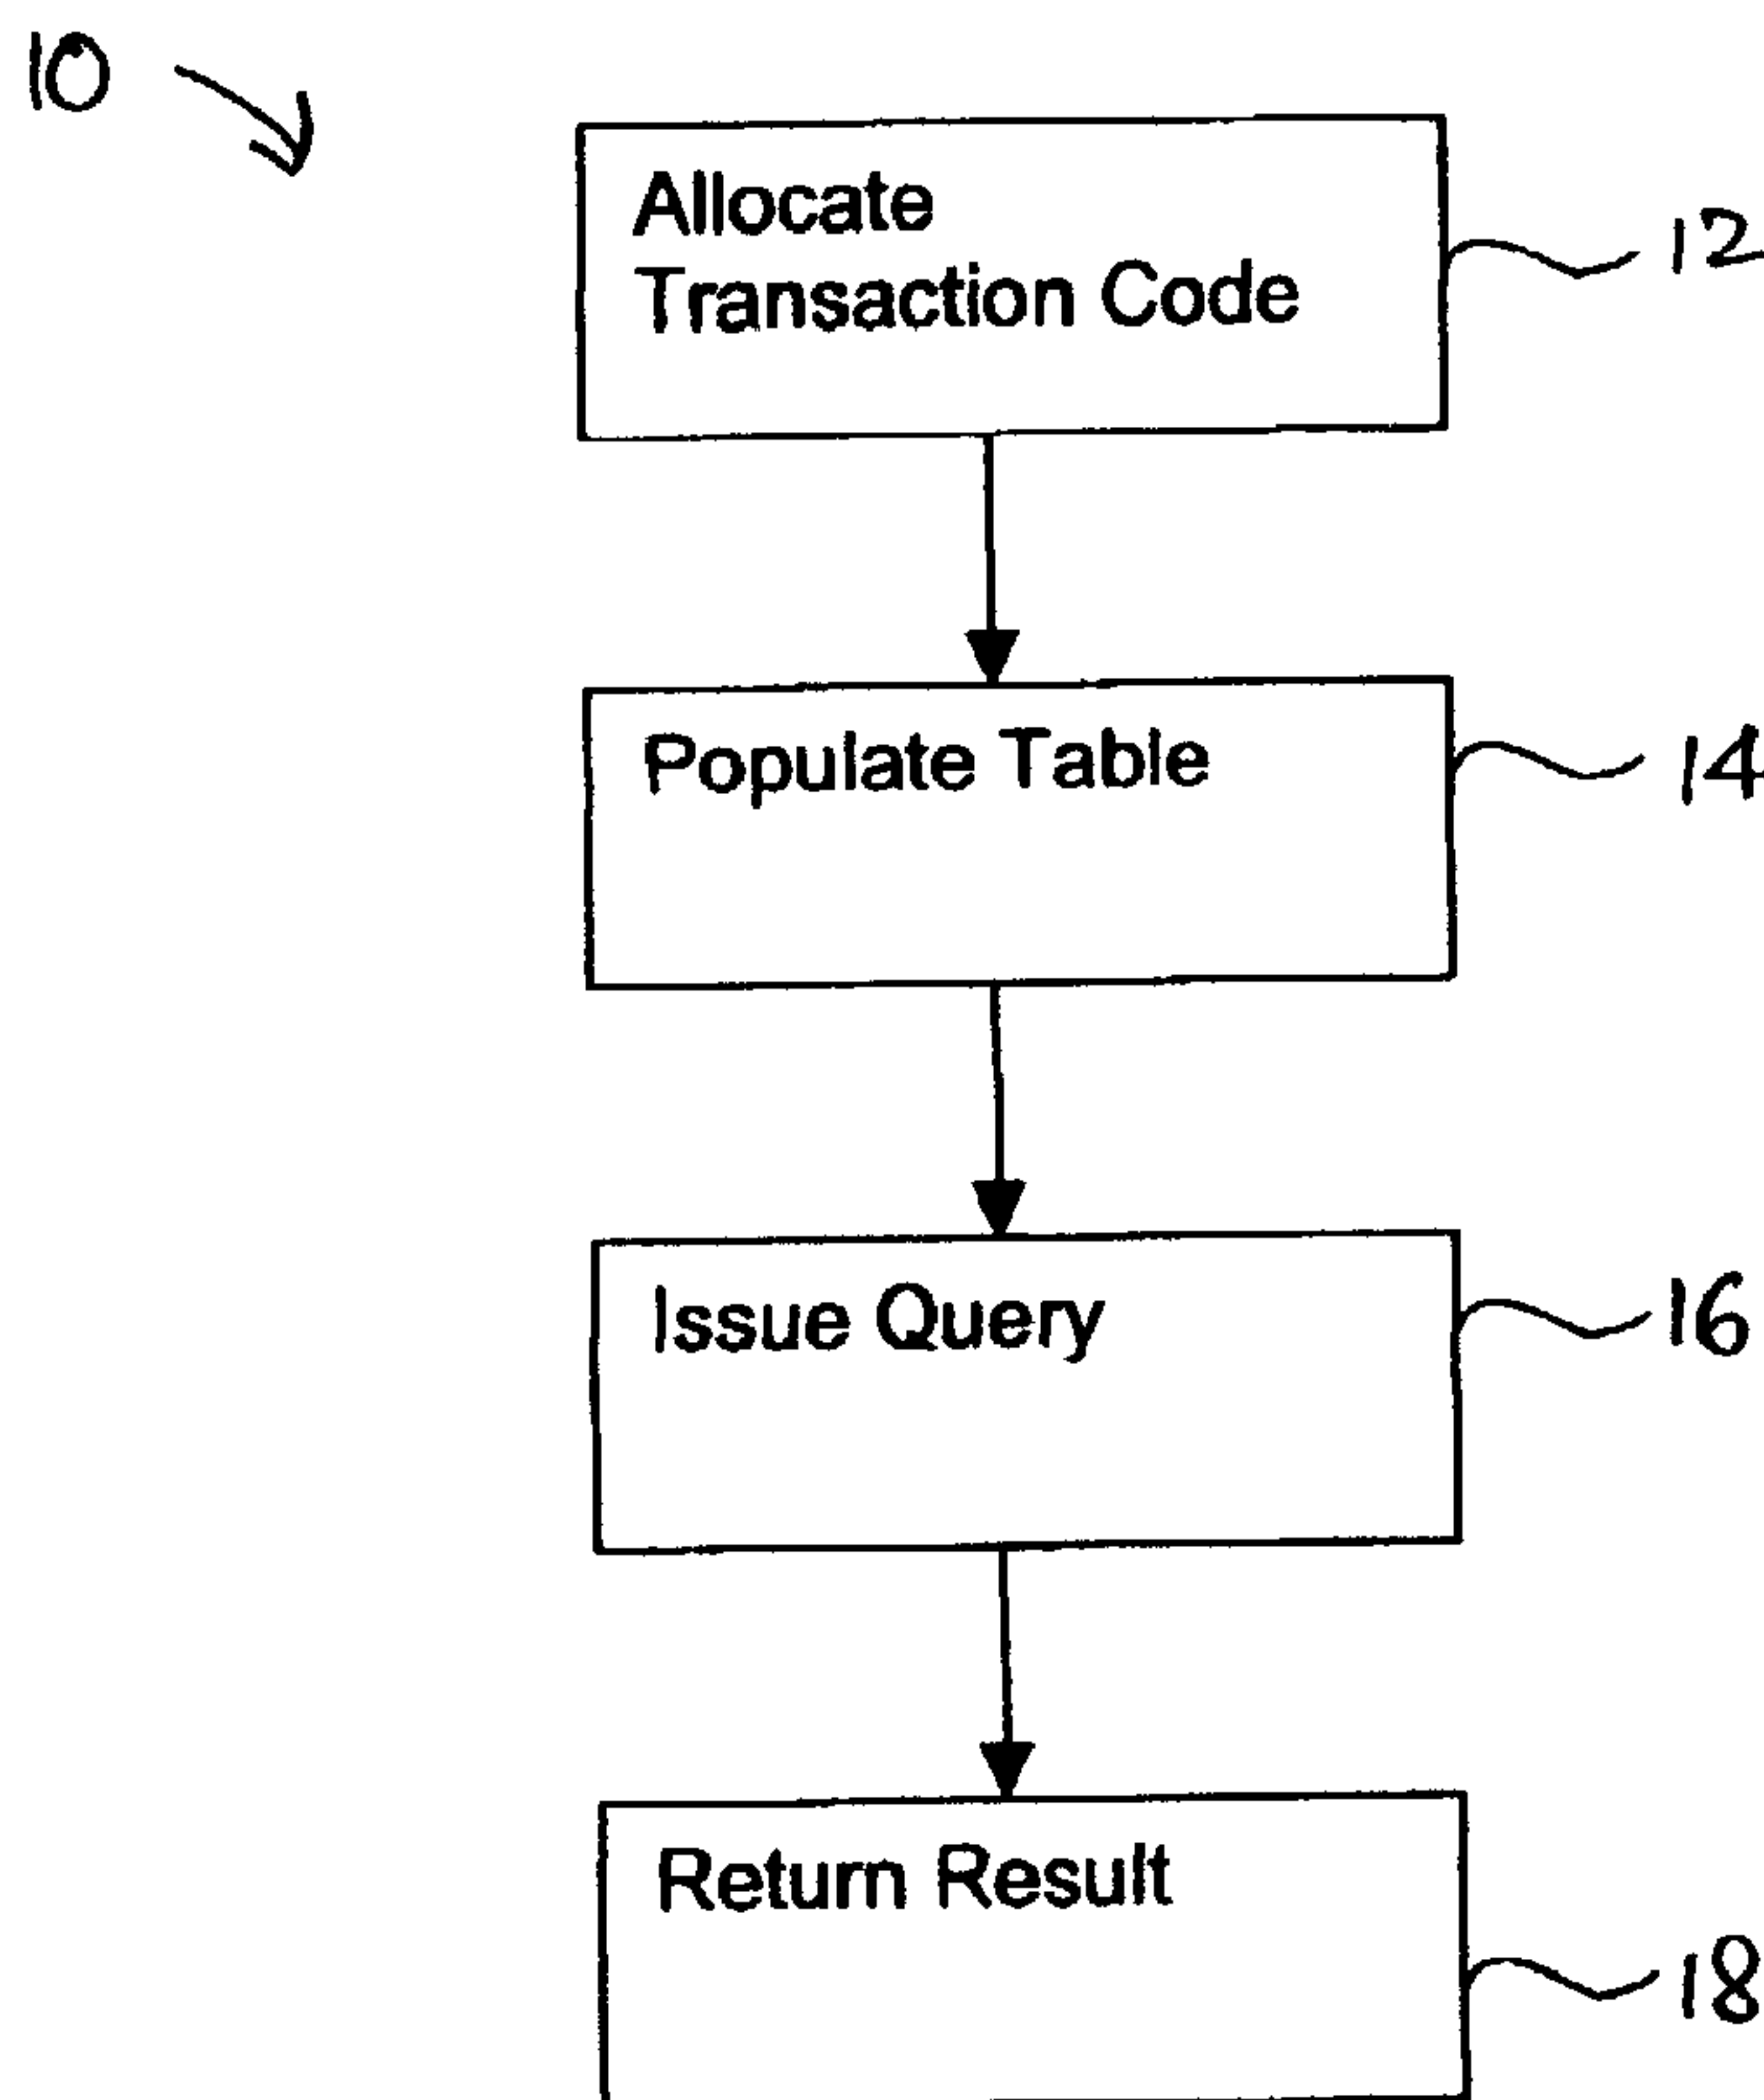 10
Allocate
Transaction Code
12
Populate Table
14
Issue Query
16
Return Result
18